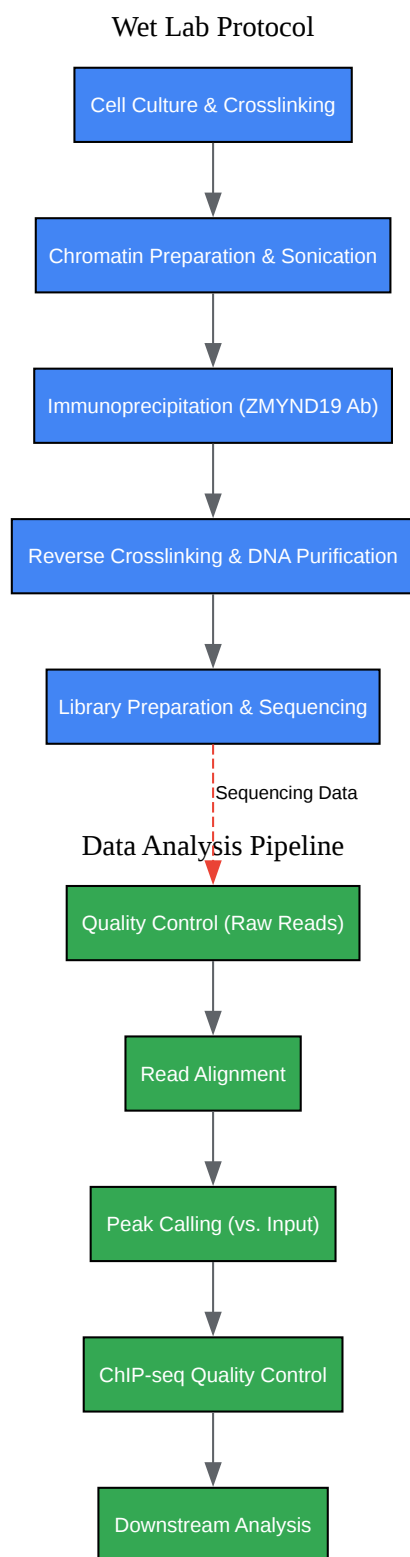 Wet Lab Protocol
Cell Culture & Crosslinking
Chromatin Preparation & Sonication
Immunoprecipitation (ZMYND19 Ab)
Reverse Crosslinking & DNA Purification
Library Preparation & Sequencing
Sequencing Data
Data Analysis Pipeline
Quality Control (Raw Reads)
Read Alignment
Peak Calling (vs. Input)
ChIP-seq Quality Control
Downstream Analysis